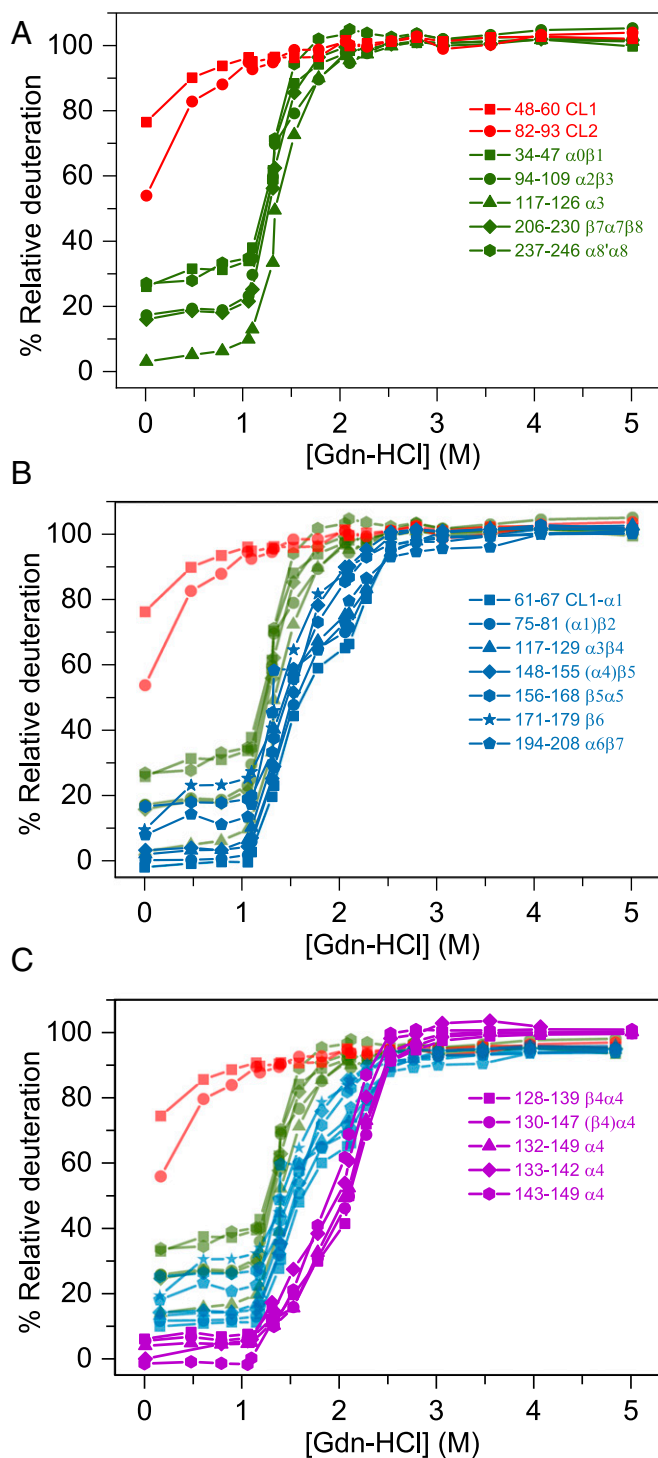 A
% Relative deuteration
100
80
60
40
20
0
48-60 CL1
82-93 CL2
34-47 α0β1
94-109 α2β3
117-126 α3
206-230 β7α7β8
237-246 α8'α8
0 1 2 3 4 5
[Gdn-HCl] (M)
B
% Relative deuteration
100
80
60
40
20
0
61-67 CL1-α1
75-81 (α1)β2
117-129 α3β4
148-155 (α4)β5
156-168 β5α5
171-179 β6
194-208 α6β7
0 1 2 3 4 5
[Gdn-HCl] (M)
C
% Relative deuteration
100
80
60
40
20
0
128-139 β4α4
130-147 (β4)α4
132-149 α4
133-142 α4
143-149 α4
0 1 2 3 4 5
[Gdn-HCl] (M)